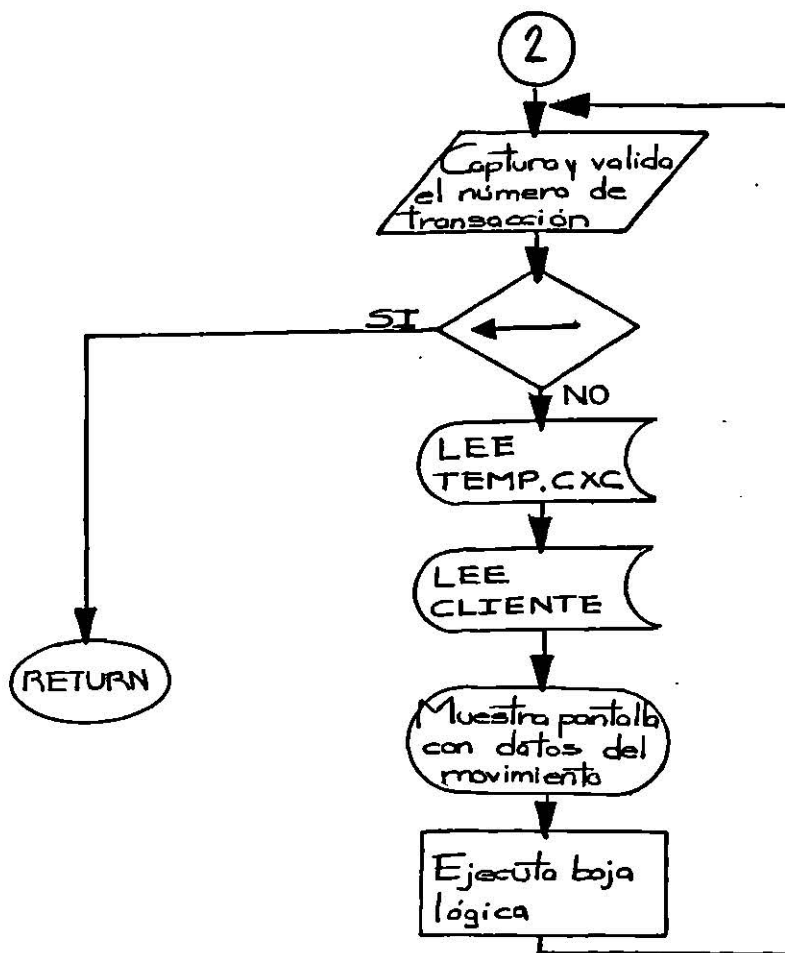 2
Captura y valida
el número de
transacción
SI
NO
LEE
TEMP.CXC
LEE
CLIENTE
RETURN
Muestra pantalla
con datos del
movimiento
Ejecuta baja
lógica